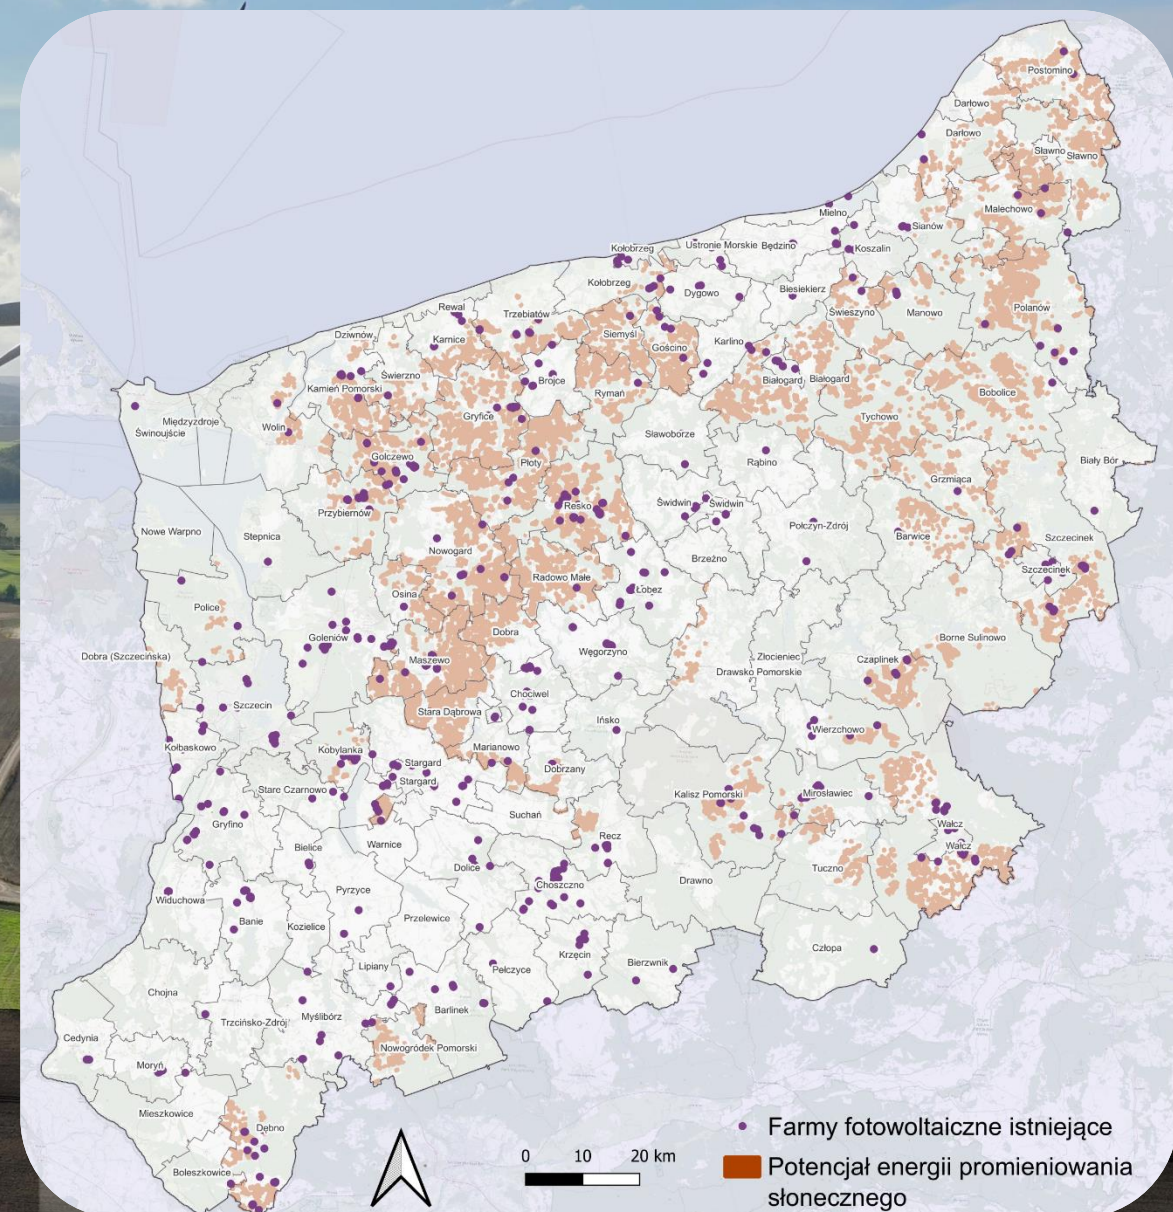 Postomino
Darłowo
Darłowo
Sławno
Sławno
Malechowo
Mielno
Sianów
Kołobrzeg
Ustronie Morskie
Będzino
Koszalin
Kołobrzeg
Dygowo
Biesiekierz
Świeszyno
Manowo
Polanów
Rewal
Trzebiatów
Dziwnów
Karnice
Siemyśl
Gościno
Karlino
Świerzno
Kamień Pomorski
Brojce
Rymań
Białogard
Białogard
Bobolice
Międzyzdroje
Świnoujście
Wolin
Gryfice
Tychowo
Sławoborze
Golczewo
Płoty
Rąbino
Biały Bór
Grzmiąca
Przybiernów
Resko
Świdwin
Świdwin
Połczyn-Zdrój
Barwice
Szczecinek
Nowe Warpno
Stepnica
Nowogard
Brzeżno
Szczecinek
Radowo Małe
Łobez
Osina
Police
Goleniów
Dobra
Borne Sulinowo
Dobra (Szczecińska)
Maszewo
Węgorzyno
Złocieniec
Czaplinek
Drawsko Pomorskie
Chociwel
Szczecin
Stara Dąbrowa
Ińsko
Wierzchowo
Kołbaskowo
Kobylanka
Marianowo
Stargard
Stargard
Dobrzany
Stare Czarnowo
Kalisz Pomorski
Mirosławiec
Gryfino
Suchań
Wałcz
Recz
Bielice
Warnice
Wałcz
Dolice
Tuczno
Choszczno
Drawno
Widuchowa
Pyrzyce
Banie
Kozielice
Przelewice
Człopa
Krzęcin
Bierzwnik
Lipiany
Pełczyce
Chojna
Barlinek
Trzcińsko-Zdrój
Myślibórz
Cedynia
Nowogródek Pomorski
Moryń
Mieszkowice
Dębno
Boleszkowice
0 10 20 km
Farmy fotowoltaiczne istniejące
Potencjał energii promieniowania
słonecznego